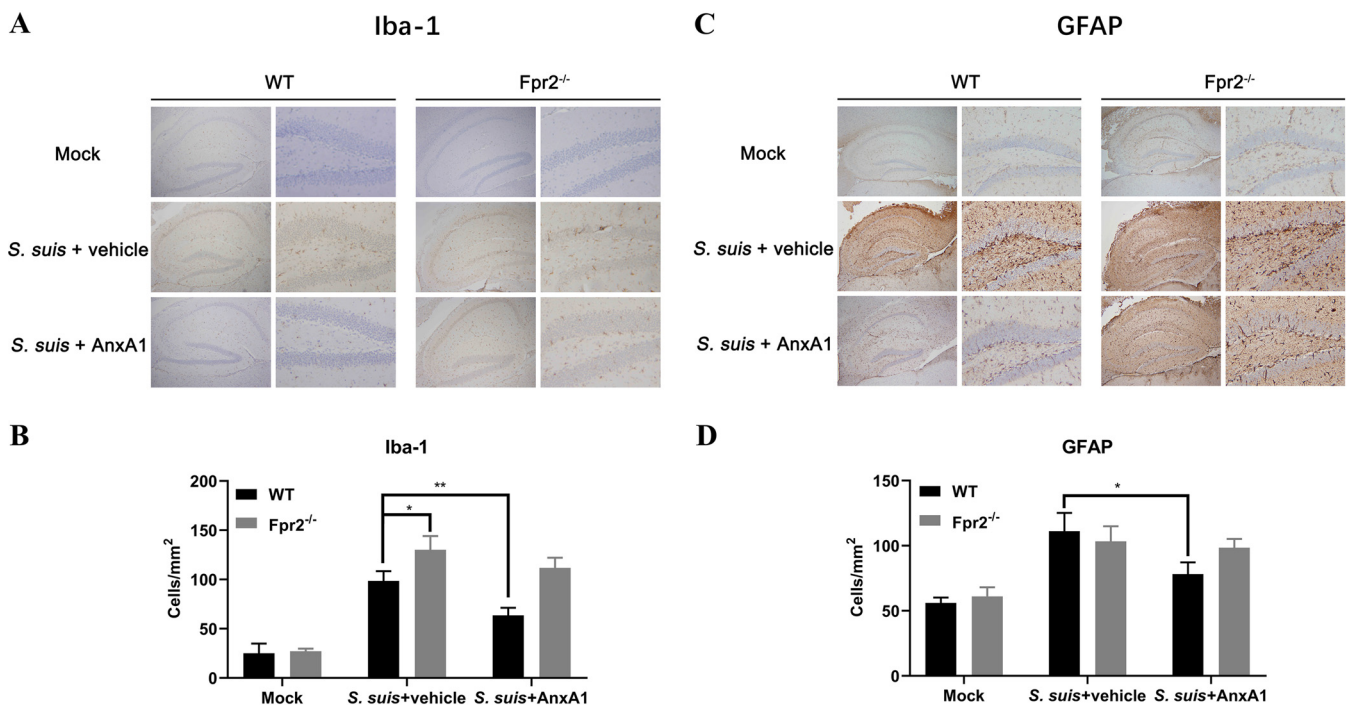 A
Iba-1
WT
Fpr2-/-
Mock
S. suis + vehicle
S. suis + AnxA1
C
GFAP
WT
Fpr2-/-
Mock
S. suis + vehicle
S. suis + AnxA1
B
Iba-1
WT
Fpr2-/-
**
*
Cells/mm2
200
150
100
50
0
Mock
S. suis+vehicle
S. suis+AnxA1
D
GFAP
WT
Fpr2-/-
*
Cells/mm2
150
100
50
0
Mock
S. suis+vehicle
S. suis+AnxA1